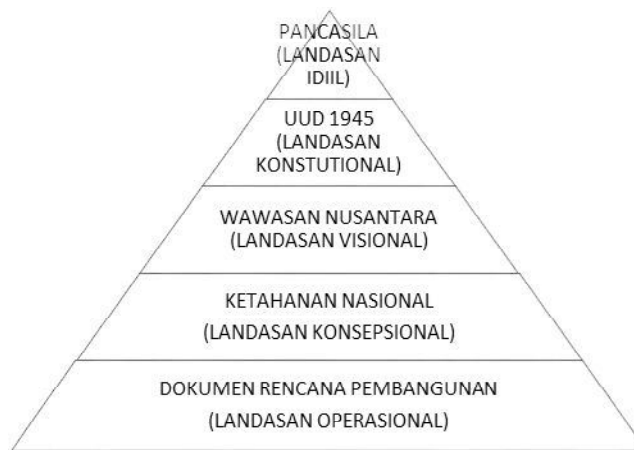 PANCASILA
(LANDASAN
IDIIL)
UUD 1945
(LANDASAN
KONSTUTIONAL)
WAWASAN NUSANTARA
(LANDASAN VISIONAL)
KETAHANAN NASIONAL
(LANDASAN KONSEPSIONAL)
DOKUMEN RENCANA PEMBANGUNAN
(LANDASAN OPERASIONAL)